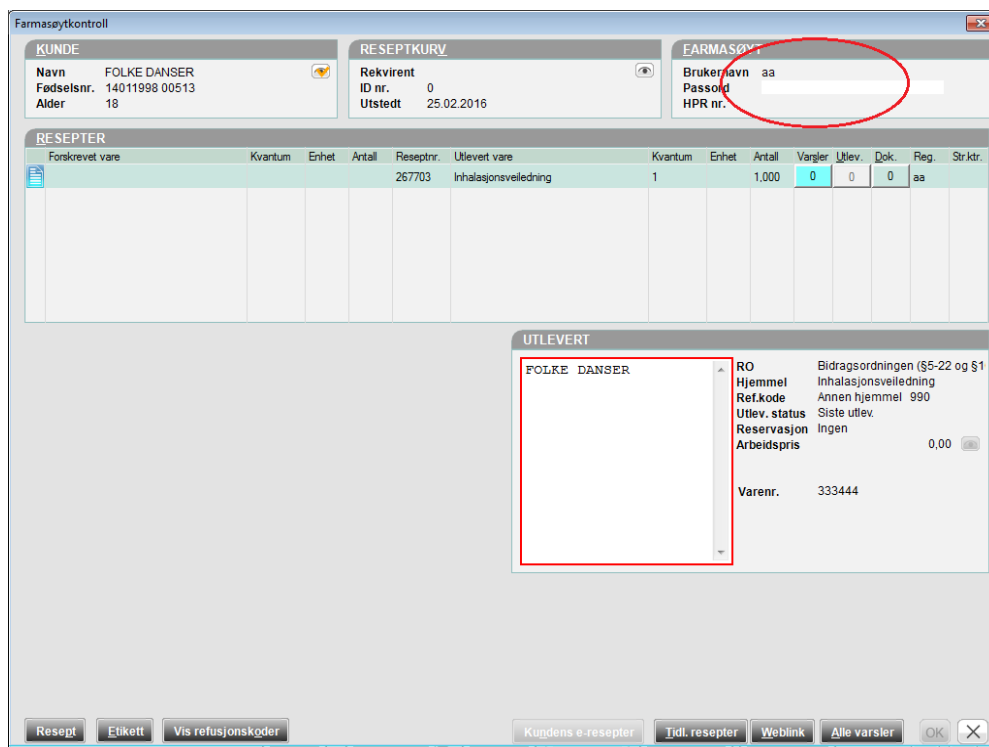 Farmasøytkontroll
KUNDE
Navn FOLKE DANSER
Fødselsnr. 14011998 00513
Alder 18
RESEPTKURV
Rekvirent
ID nr. 0
Utstedt 25.02.2016
FARMASØYT
Brukernavn aa
Passord
HPR nr.
RESEPTER
Forskrevet vare Kvantum Enhet Antall Reseptnr. Utlevert vare Kvantum Enhet Antall Varsler Utlev. Dok. Reg. Str.ktr.
267703 Inhalasjonsveiledning 1 1,000 0 0 0 aa
UTLEVERT
FOLKE DANSER
RO Bidragsordningen (§5-22 og §1
Hjemmel Inhalasjonsveiledning
Ref.kode Annen hjemmel 990
Utlev. status Siste utlev.
Reservasjon Ingen
Arbeidspris 0,00
Varenr. 333444
Resept Etikett Vis refusjonskoder Kundens e-resepter Tidl. resepter Weblink Alle varsler OK